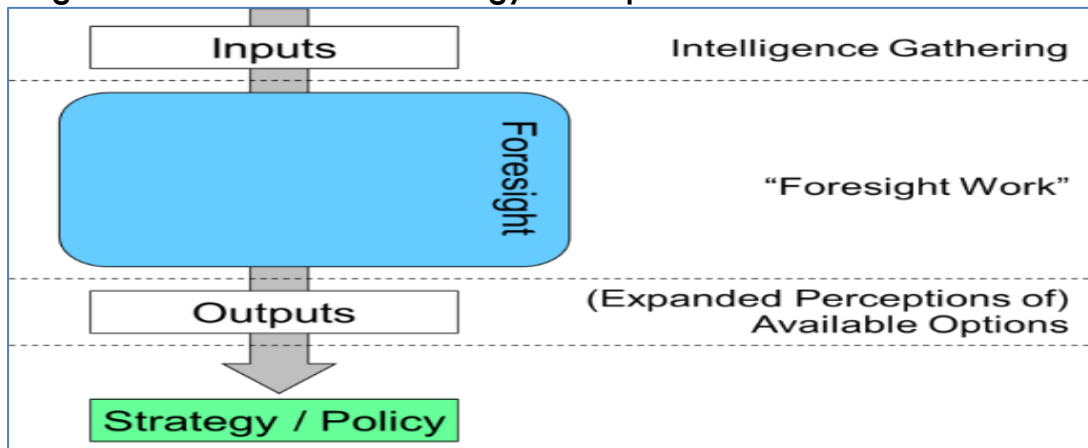 Inputs
Intelligence Gathering
Foresight
“Foresight Work”
Outputs
(Expanded Perceptions of)
Available Options
Strategy / Policy